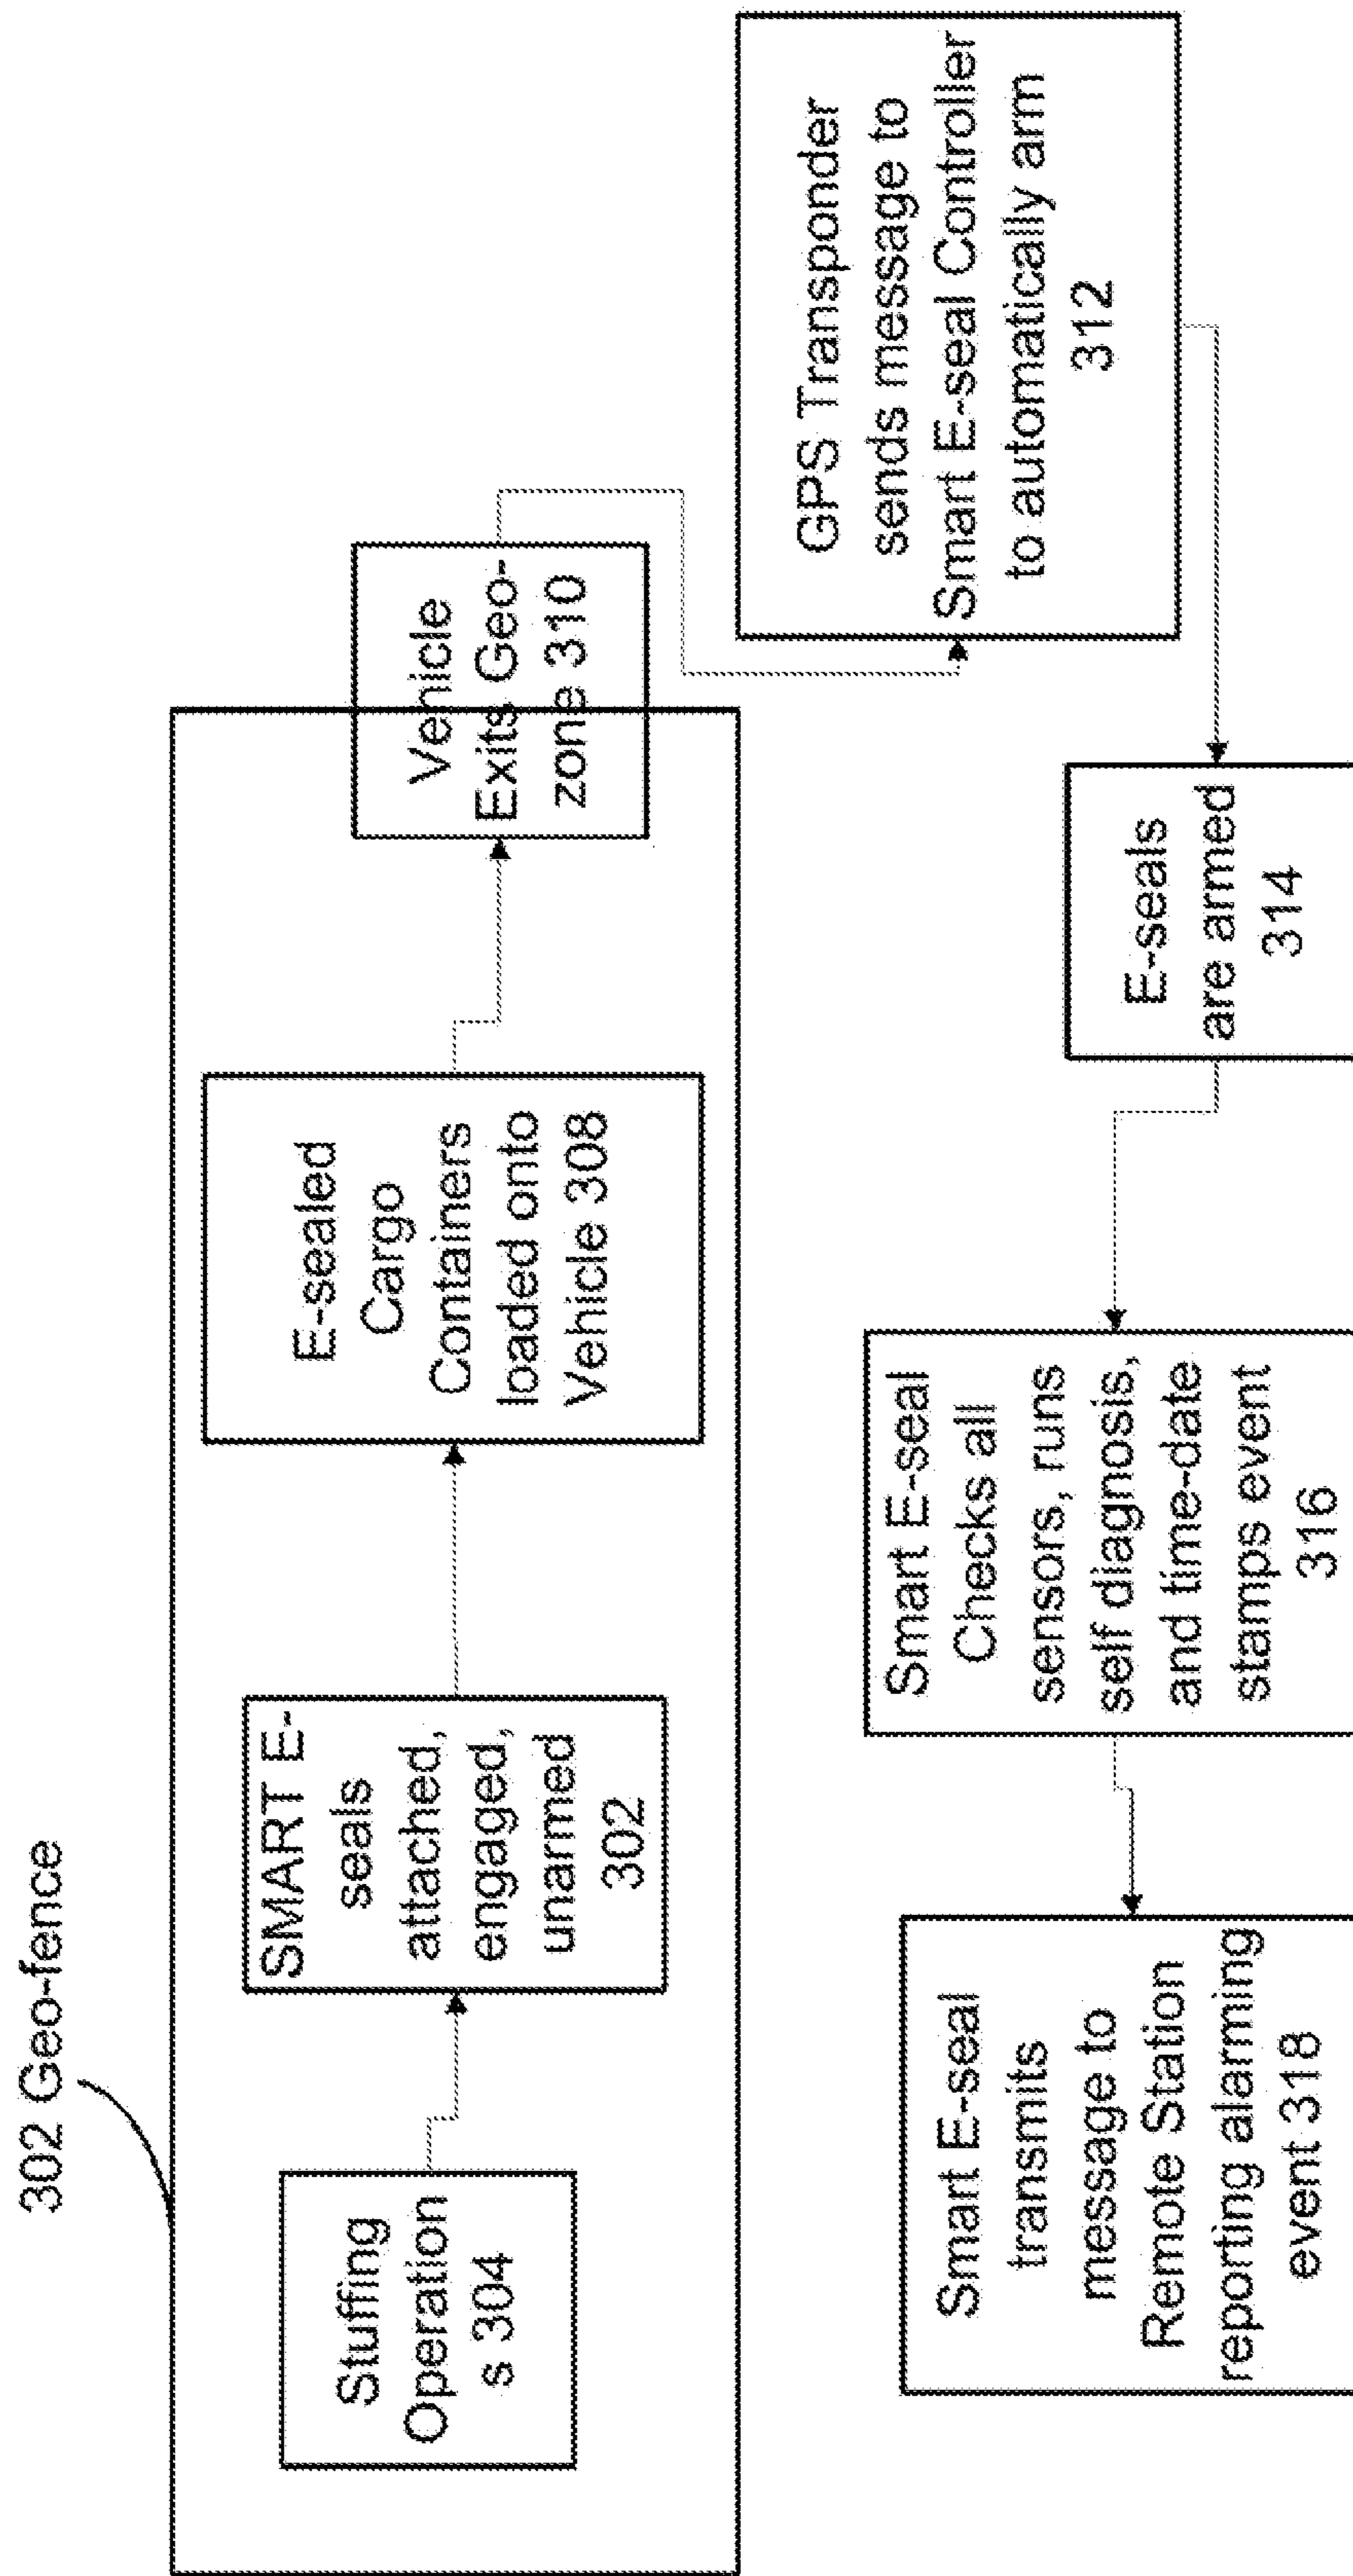 302 Geo-fence
Stuffing
Operation
s 304
SMART E-
seals
attached,
engaged,
unarmed
302
E-sealed
Cargo
Containers
loaded onto
Vehicle 308
Vehicle
Exits Geo-
zone 310
GPS Transponder
sends message to
Smart E-seal Controller
to automatically arm
312
E-seals
are armed
314
Smart E-seal
Checks all
sensors, runs
self diagnosis,
and time-date
stamps event
316
Smart E-seal
transmits
message to
Remote Station
reporting alarming
event 318